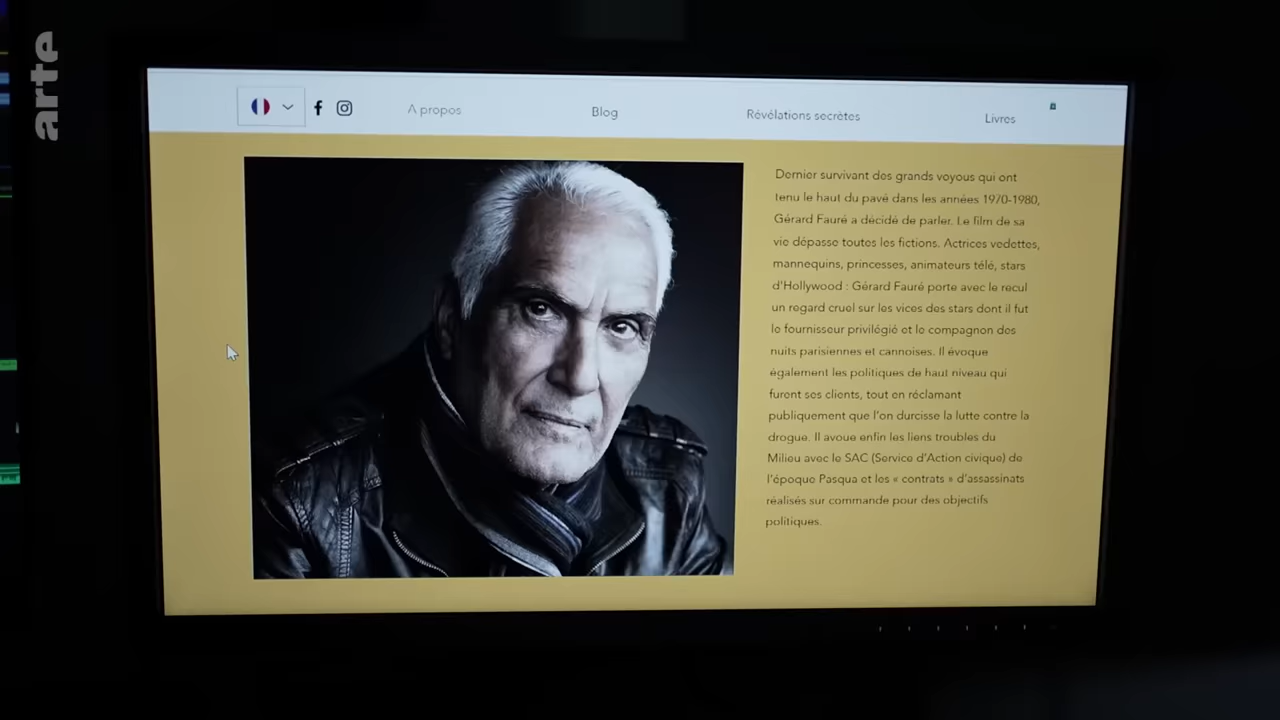 arte
A propos
Blog
Révélations secrètes
Livres
Dernier survivant des grands voyous qui ont
tenu le haut du pavé dans les années 1970-1980,
Gérard Fauré a décidé de parler. Le film de sa
vie dépasse toutes les fictions. Actrices vedettes,
mannequins, princesses, animateurs télé, stars
d'Hollywood : Gérard Fauré porte avec le recul
un regard cruel sur les vices des stars dont il fut
le fournisseur privilégié et le compagnon des
nuits parisiennes et cannoises. Il évoque
également les politiques de haut niveau qui
furent ses clients, tout en réclamant
publiquement que l'on durcisse la lutte contre la
drogue. Il avoue enfin les liens troubles du
Milieu avec le SAC (Service d'Action civique) de
l'époque Pasqua et les « contrats » d'assassinats
réalisés sur commande pour des objectifs
politiques.